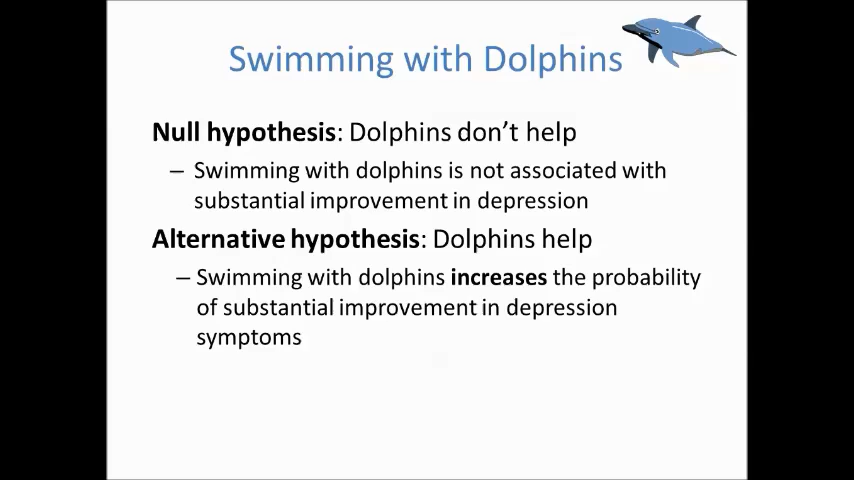 Swimming with Dolphins
Null hypothesis: Dolphins don't help
– Swimming with dolphins is not associated with
substantial improvement in depression
Alternative hypothesis: Dolphins help
– Swimming with dolphins increases the probability
of substantial improvement in depression
symptoms